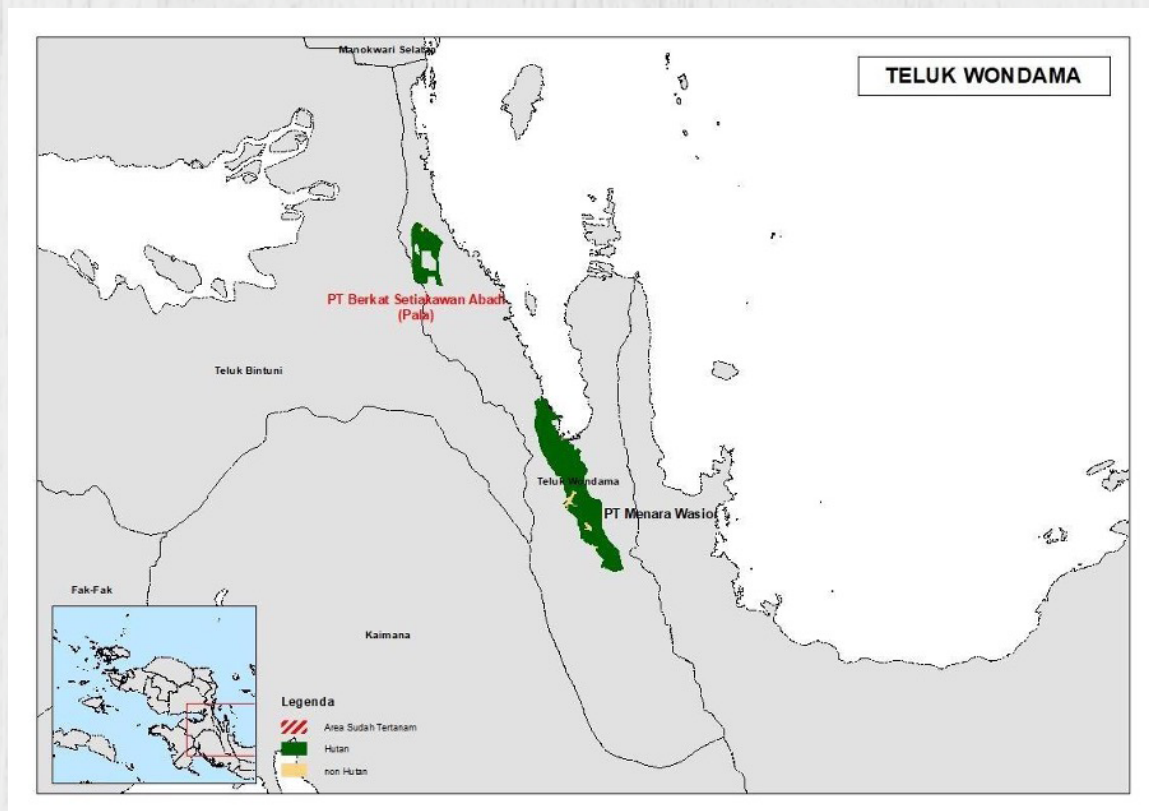 Manokwari Selatan
TELUK WONDAMA
PT Berkat Setiakawan Abadi
(Pala)
Teluk Bintuni
Teluk Wondama
PT Menara Wasior
Fak-Fak
Kaimana
Legenda
Area Sudah Tertanam
Hutan
non Hutan